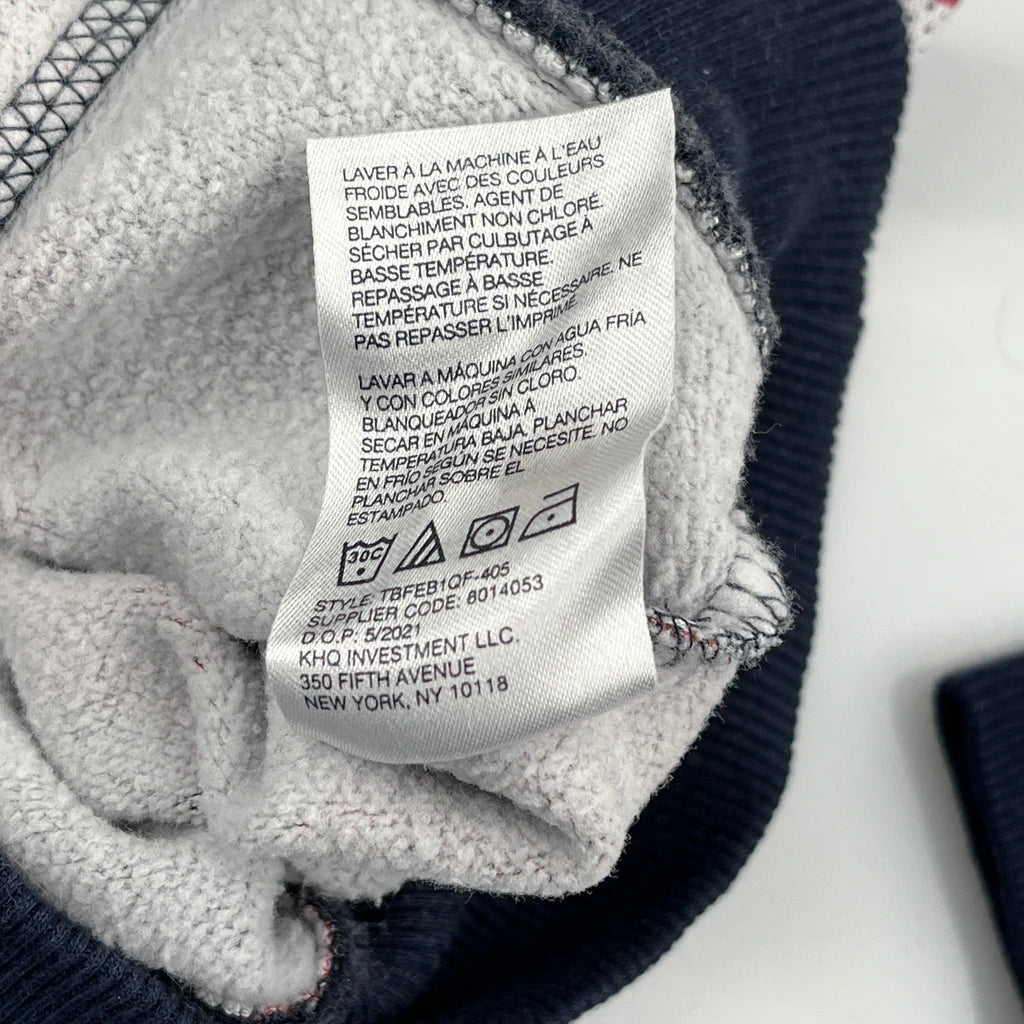 LAVER À LA MACHINE À L'EAU
FROIDE AVEC DES COULEURS
SEMBLABLES. AGENT DE
BLANCHIMENT NON CHLORÉ.
SÉCHER PAR CULBUTAGE À
BASSE TEMPÉRATURE.
REPASSAGE À BASSE
TEMPÉRATURE SI NÉCESSAIRE. NE
PAS REPASSER L'IMPRIMÉ.
LAVAR A MÁQUINA CON AGUA FRÍA
Y CON COLORES SIMILARES.
BLANQUEADOR SIN CLORO.
SECAR EN MÁQUINA A
TEMPERATURA BAJA. PLANCHAR
EN FRÍO SEGÚN SE NECESITE. NO
PLANCHAR SOBRE EL
ESTAMPADO.
30C
STYLE: TBFEB1QF-405
SUPPLIER CODE: 8014053
D.O.P: 5/2021
KHQ INVESTMENT LLC.
350 FIFTH AVENUE
NEW YORK, NY 10118